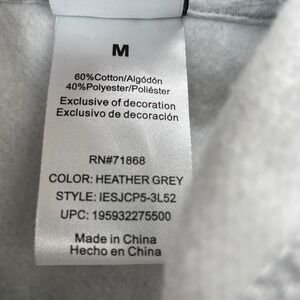 M
60%Cotton/Algódón
40%Polyester/Poliéster
Exclusive of decoration
Exclusivo de decoración
RN#71868
COLOR: HEATHER GREY
STYLE: IESJCP5-3L52
UPC: 195932275500
Made in China
Hecho en China